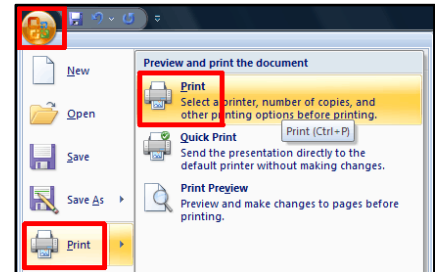 New
Open
Save
Save As
Print
Preview and print the document
Print
Select a printer, number of copies, and
other printing options before printing.
Print (Ctrl+P)
Quick Print
Send the presentation directly to the
default printer without making changes.
Print Preview
Preview and make changes to pages before
printing.